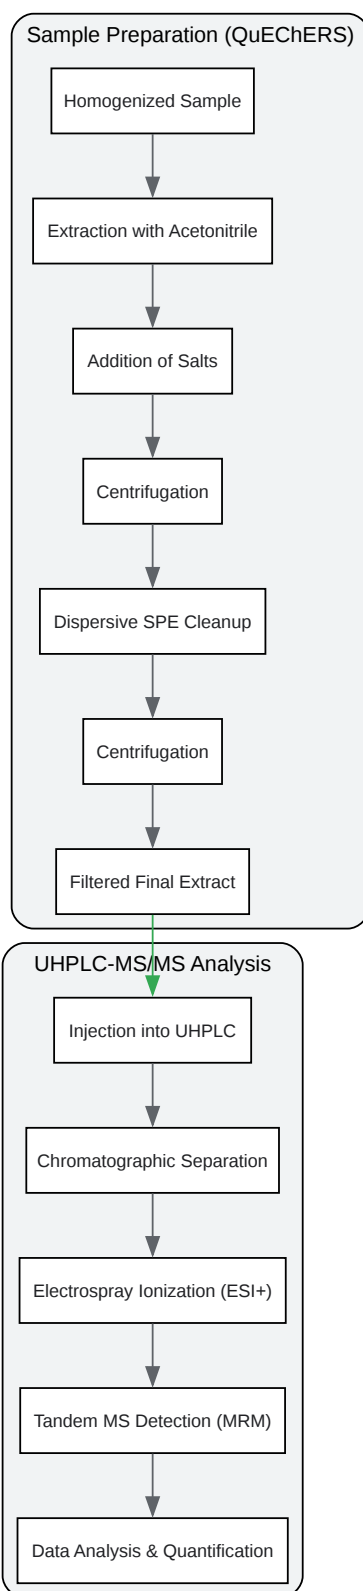 Sample Preparation (QuEChERS)
Homogenized Sample
Extraction with Acetonitrile
Addition of Salts
Centrifugation
Dispersive SPE Cleanup
Centrifugation
Filtered Final Extract
UHPLC-MS/MS Analysis
Injection into UHPLC
Chromatographic Separation
Electrospray Ionization (ESI+)
Tandem MS Detection (MRM)
Data Analysis & Quantification